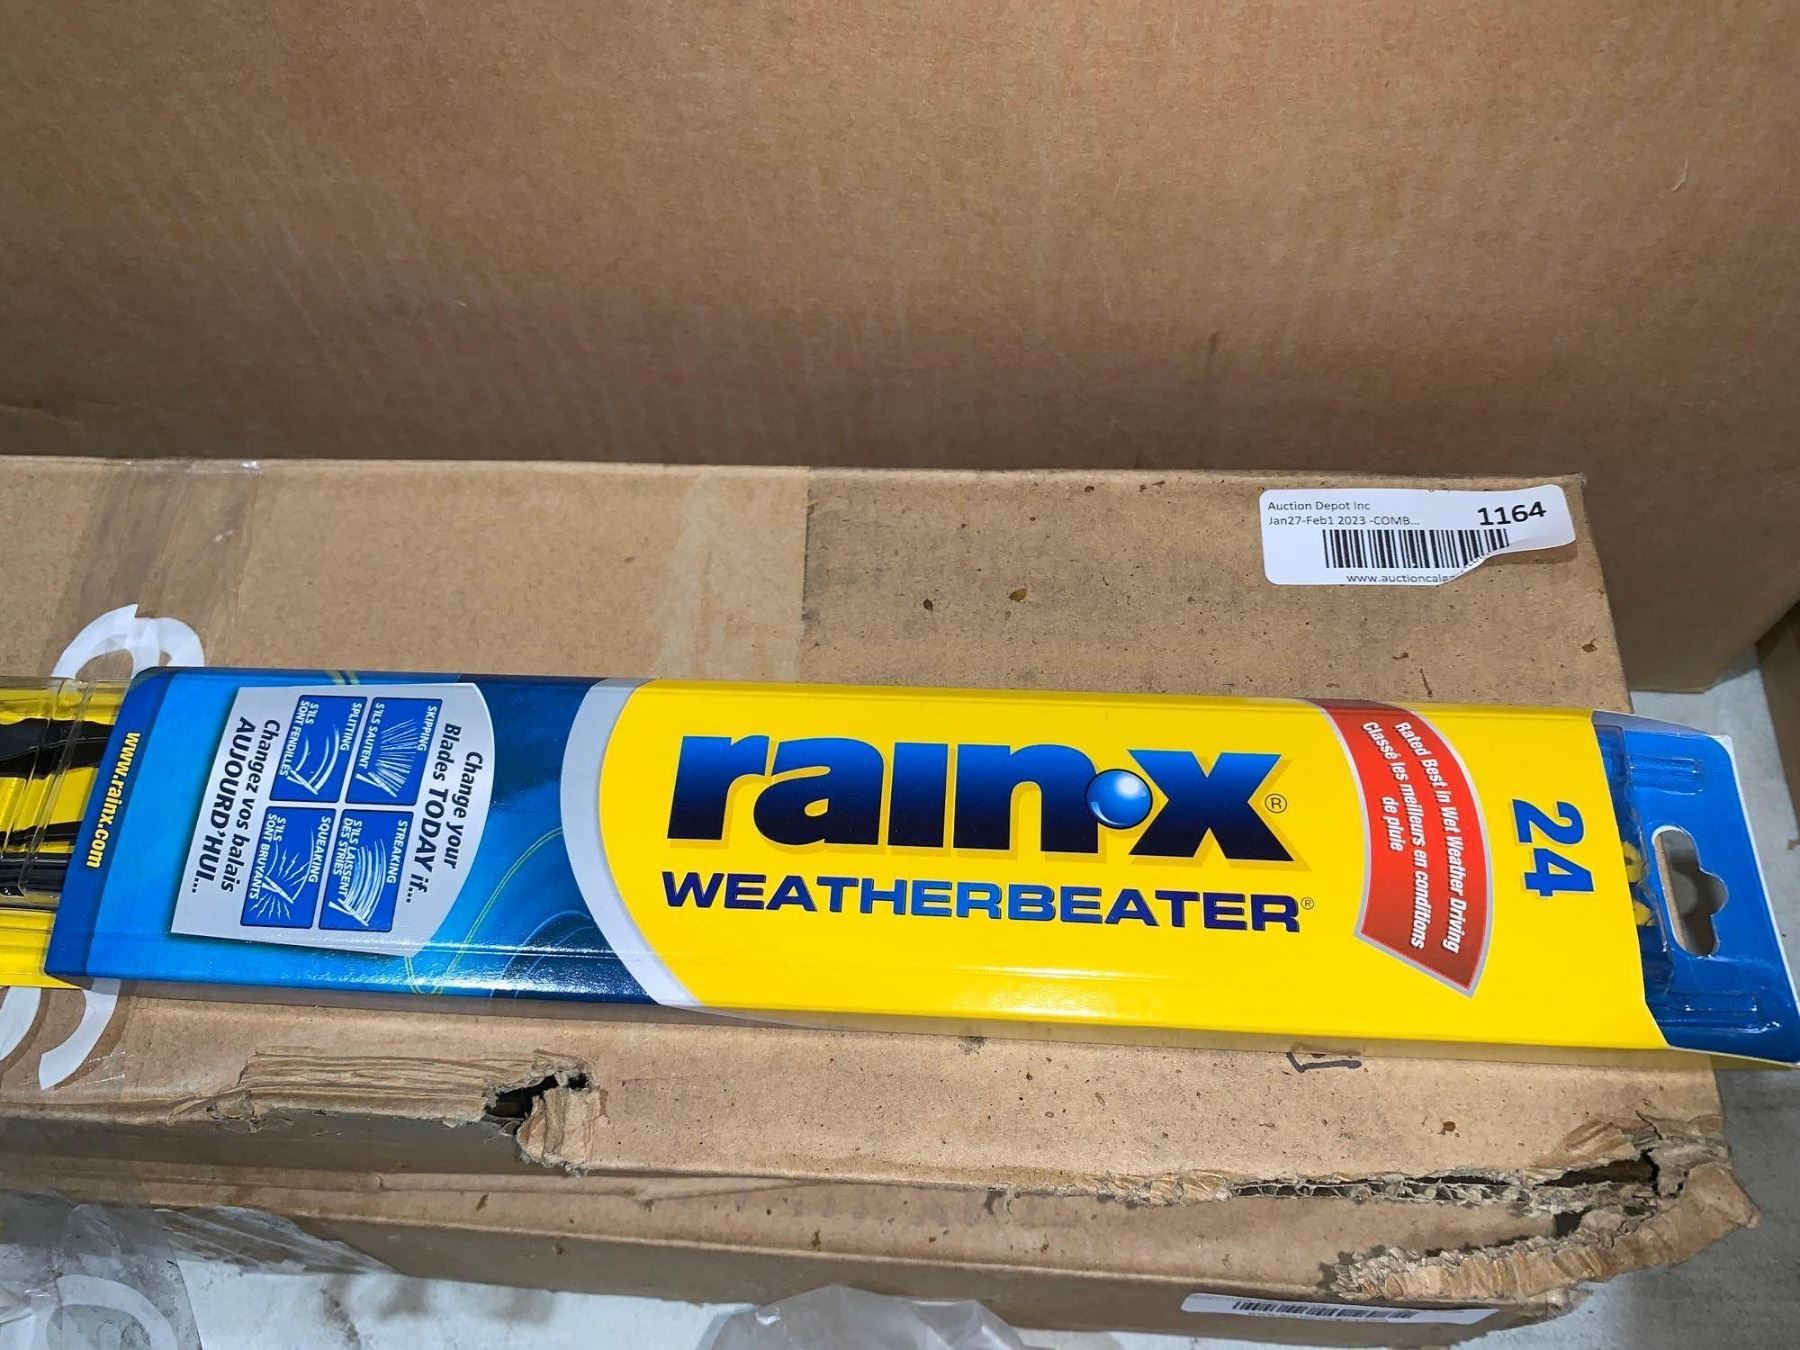 Auction Depot Inc
Jan27-Feb1 2023 -COMB...
1164
www.auctioncalga
www.rainx.com
Change your
Blades TODAY if...
SKIPPING
S'ILS SAUTENT
STREAKING
S'ILS LAISSENT
DES STRIES
SPLITTING
S'ILS
SONT FENDILLÉS
SQUEAKING
S'ILS
SONT BRUYANTS
Changez vos balais
AUJOURD'HUI...
rain-x®
WEATHERBEATER®
Rated Best in Wet Weather Driving
Classé les meilleurs en conditions
de pluie
24